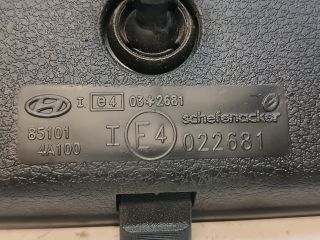 I e4 03*2681
85101
4A100
schefenacker
I E4 022681